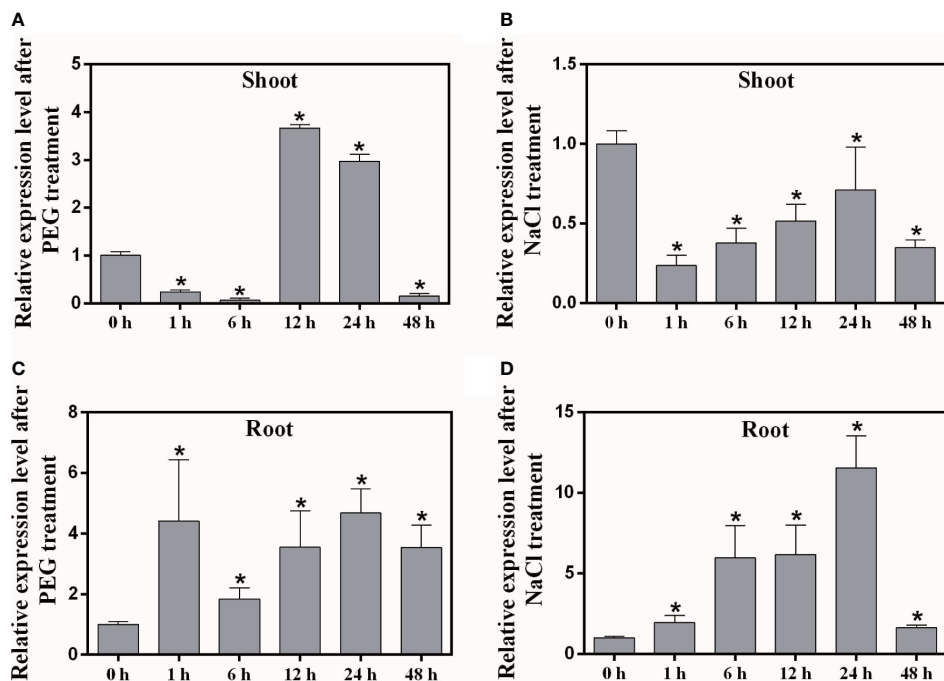 A
Relative expression level after
PEG treatment
Shoot
5
4
3
2
1
0
*
*
*
*
*
0 h 1 h 6 h 12 h 24 h 48 h
B
Relative expression level after
NaCl treatment
Shoot
1.5
1.0
0.5
0.0
*
*
*
*
*
0 h 1 h 6 h 12 h 24 h 48 h
C
Relative expression level after
PEG treatment
Root
8
6
4
2
0
*
*
*
*
*
0 h 1 h 6 h 12 h 24 h 48 h
D
Relative expression level after
NaCl treatment
Root
15
10
5
0
*
*
*
*
*
0 h 1 h 6 h 12 h 24 h 48 h